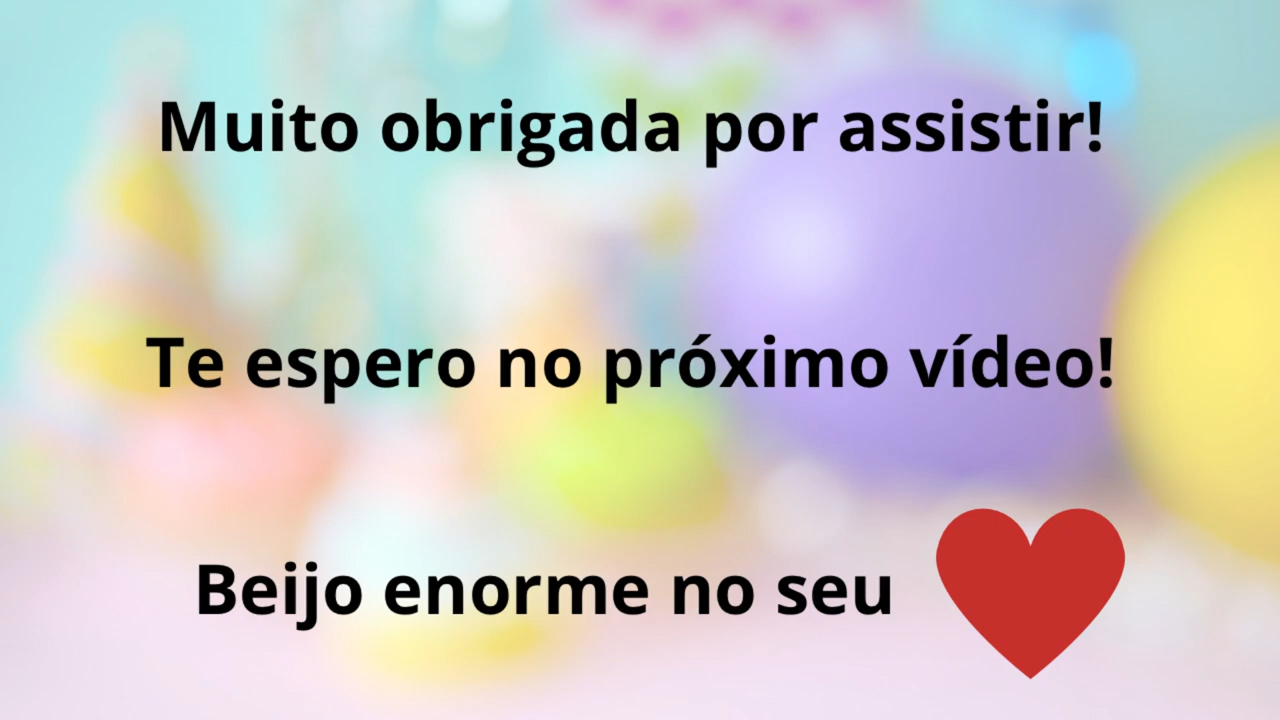 Muito obrigada por assistir!
Te espero no próximo vídeo!
Beijo enorme no seu